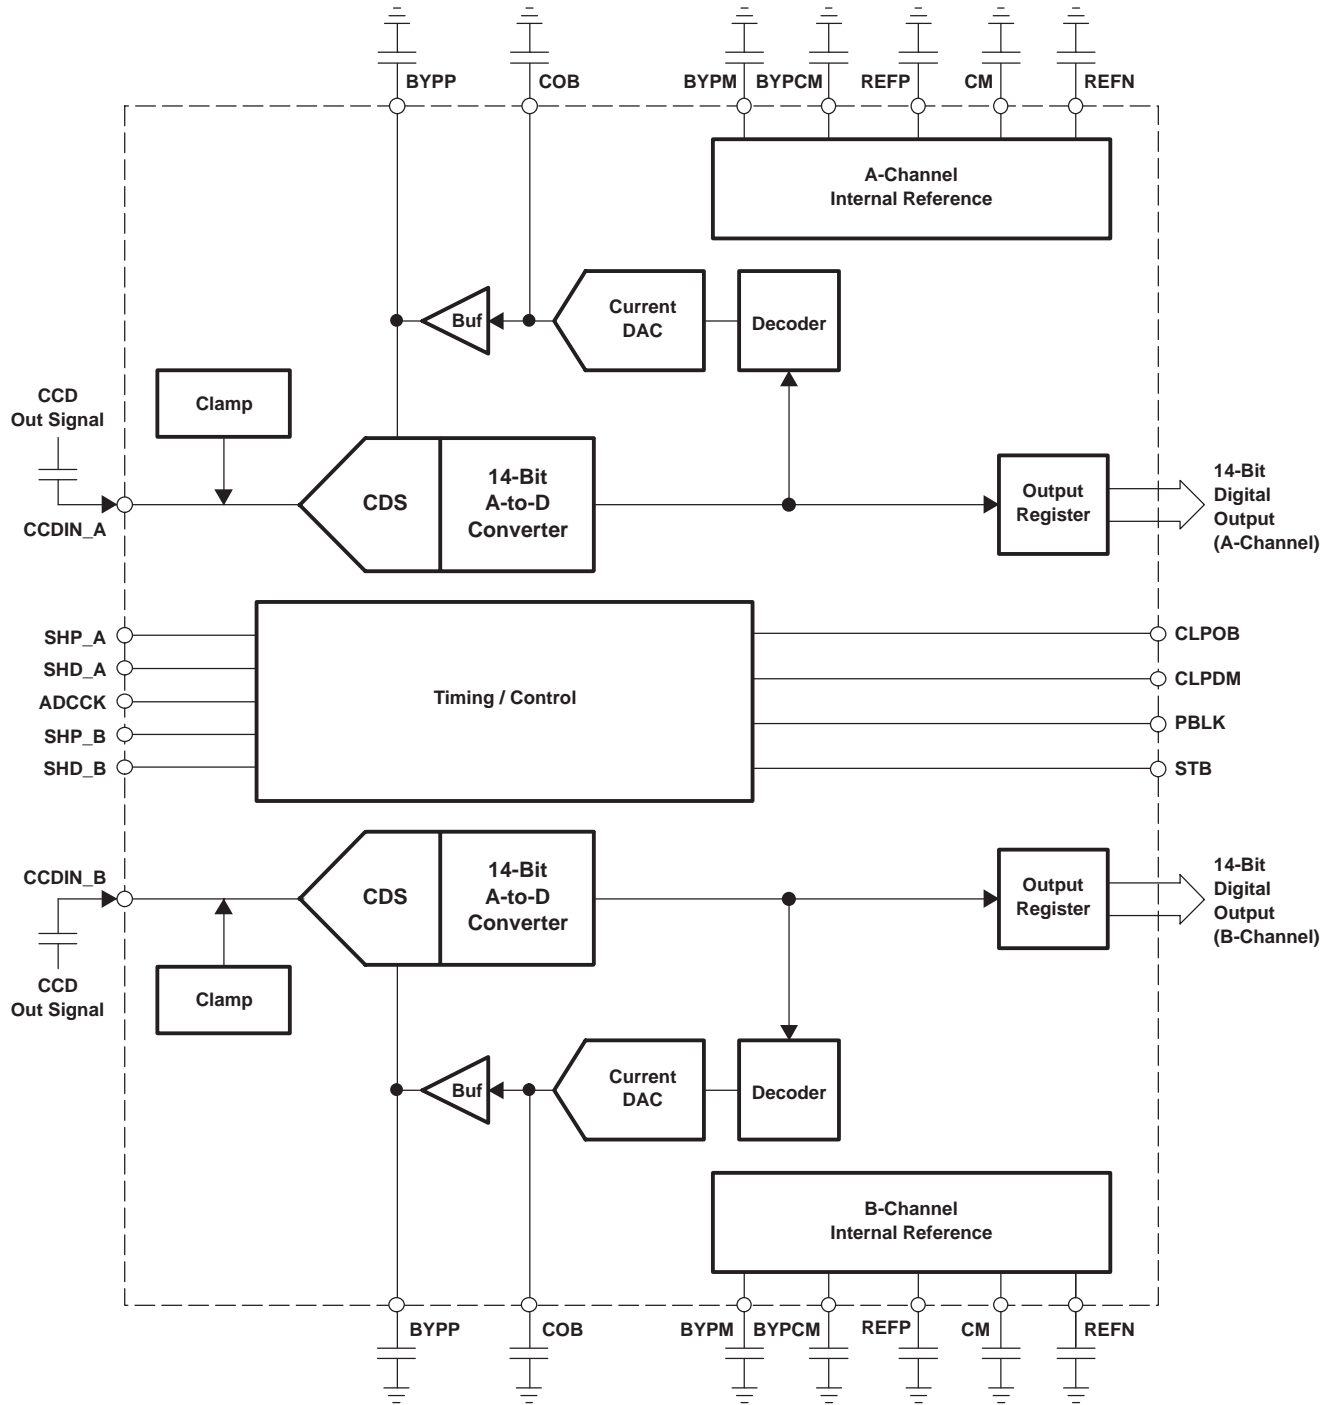 BYPP COB BYPM BYPCM REFP CM REFN
A-Channel
Internal Reference
Buf
Current
DAC
Decoder
CCD
Out Signal
Clamp
CCDIN_A
CDS
14-Bit
A-to-D
Converter
Output
Register
14-Bit
Digital
Output
(A-Channel)
SHP_A
SHD_A
ADCCK
SHP_B
SHD_B
Timing / Control
CLPOB
CLPDM
PBLK
STB
CCDIN_B
CCD
Out Signal
Clamp
CDS
14-Bit
A-to-D
Converter
Output
Register
14-Bit
Digital
Output
(B-Channel)
Buf
Current
DAC
Decoder
B-Channel
Internal Reference
BYPP COB BYPM BYPCM REFP CM REFN